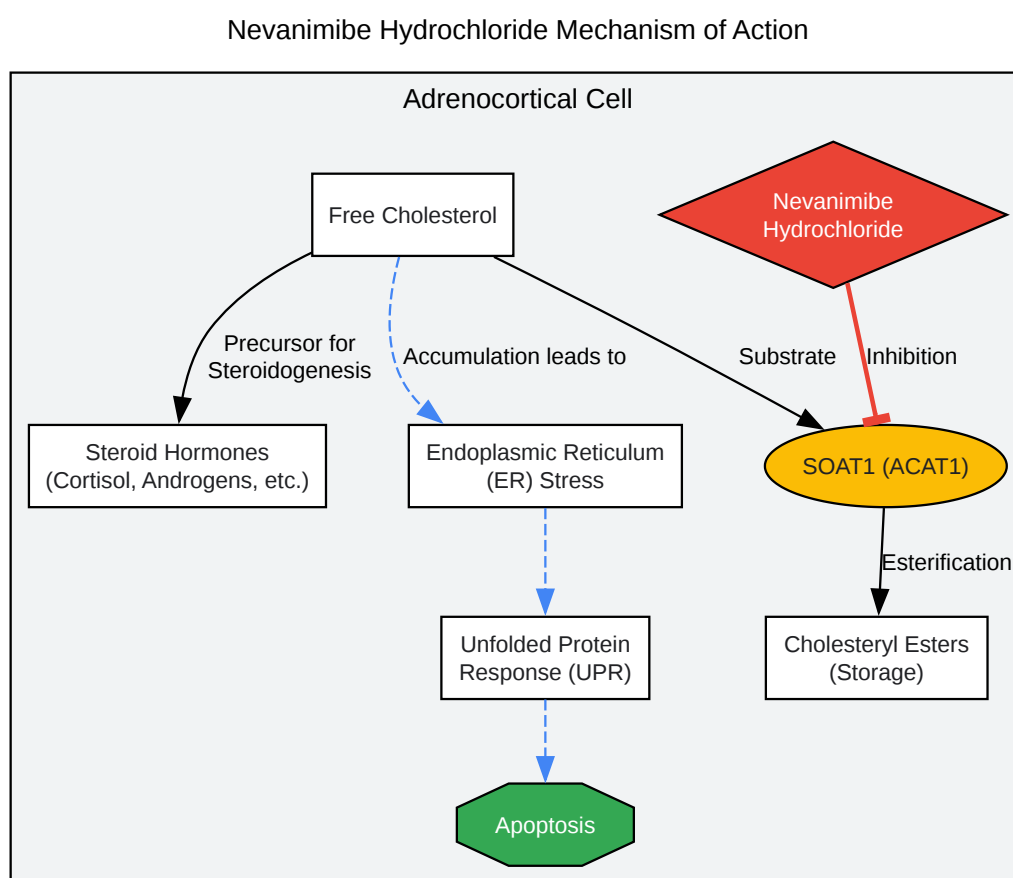 Nevanimibe Hydrochloride Mechanism of Action
Adrenocortical Cell
Free Cholesterol
Nevanimibe
Hydrochloride
Precursor for
Steroidogenesis
Accumulation leads to
Substrate
Inhibition
Steroid Hormones
(Cortisol, Androgens, etc.)
Endoplasmic Reticulum
(ER) Stress
SOAT1 (ACAT1)
Esterification
Unfolded Protein
Response (UPR)
Cholesteryl Esters
(Storage)
Apoptosis